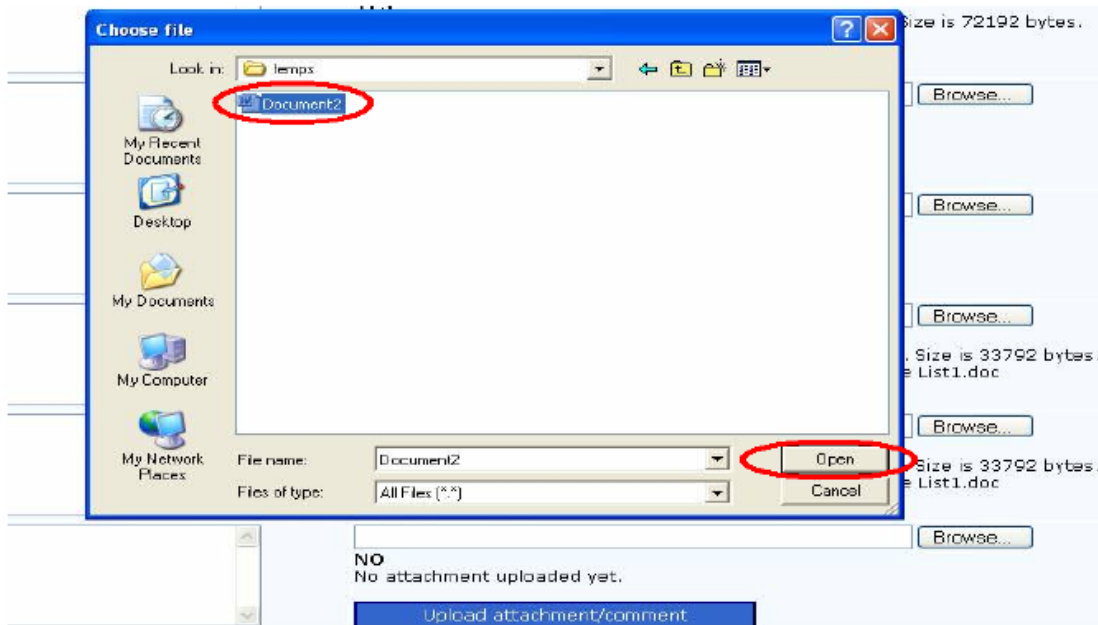 Choose file
Size is 72192 bytes.
Look in:
temps
Document2
Browse...
My Recent
Documents
Browse...
Desktop
My Documents
Browse...
. Size is 33792 bytes.
List1.doc
My Computer
Browse...
My Network
Places
File name:
Document2
Open
Size is 33792 bytes.
List1.doc
Files of type:
All Files (*.*)
Cancel
Browse...
NO
No attachment uploaded yet.
Upload attachment/comment